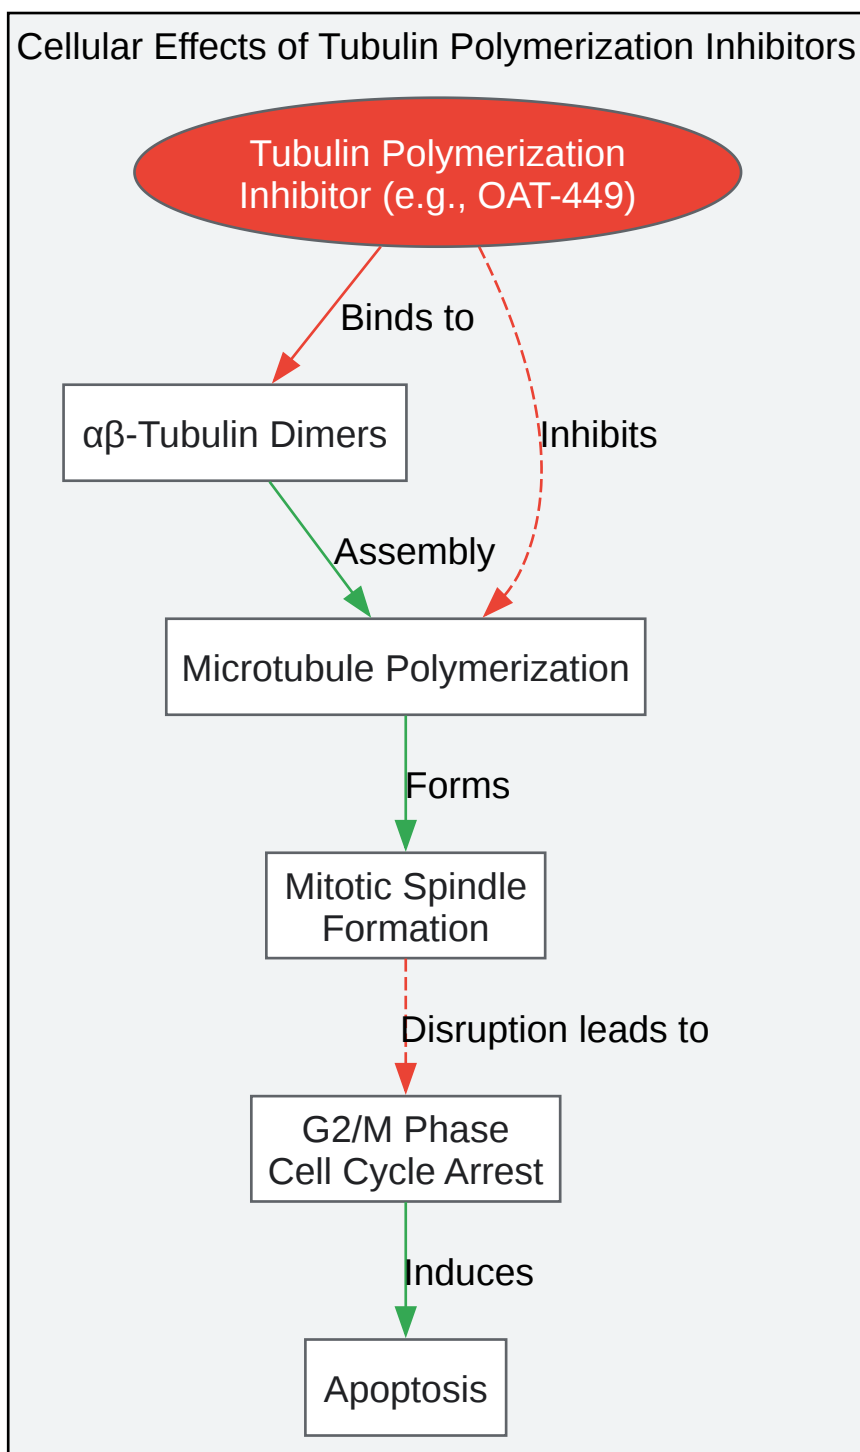 Cellular Effects of Tubulin Polymerization Inhibitors
Tubulin Polymerization
Inhibitor (e.g., OAT-449)
Binds to
αβ-Tubulin Dimers
Inhibits
Assembly
Microtubule Polymerization
Forms
Mitotic Spindle
Formation
Disruption leads to
G2/M Phase
Cell Cycle Arrest
Induces
Apoptosis